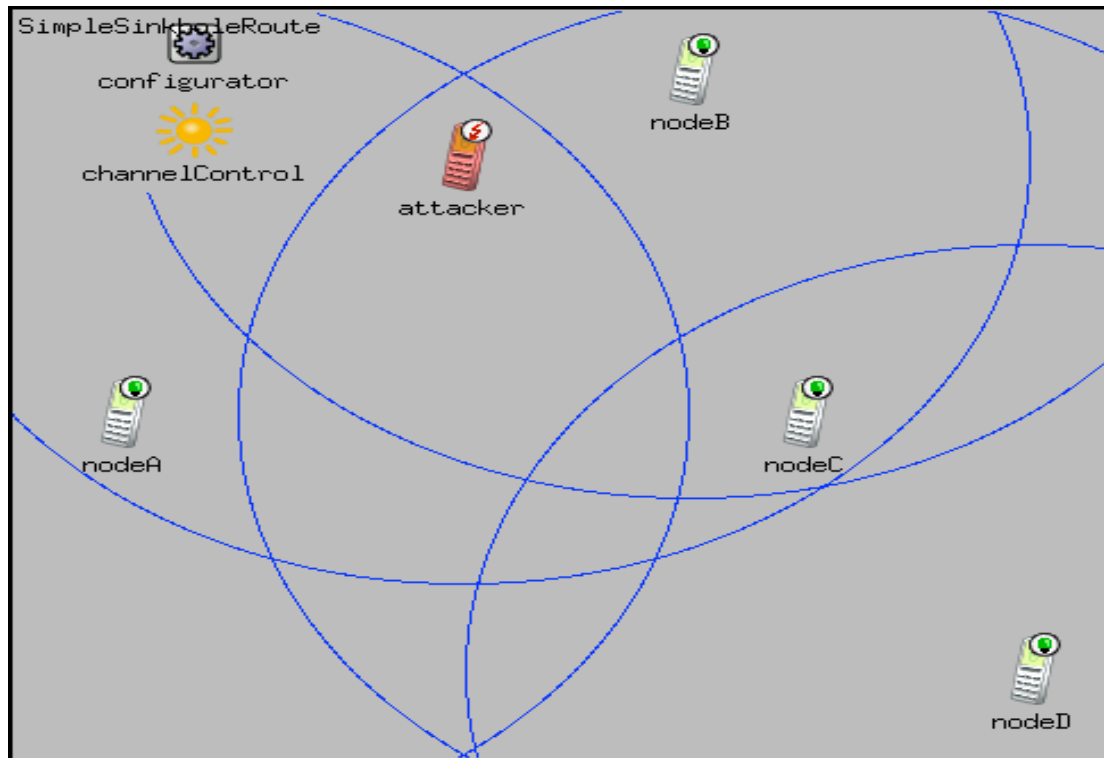 SimpleSinkholeRoute
configurator
channelControl
nodeB
attacker
nodeA
nodeC
nodeD